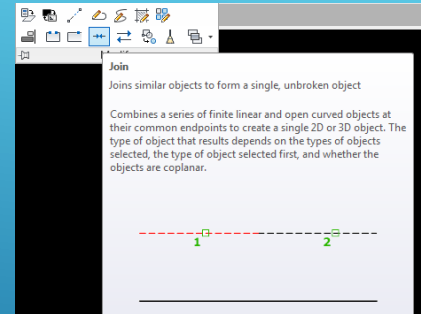 Join
Joins similar objects to form a single, unbroken object
Combines a series of finite linear and open curved objects at
their common endpoints to create a single 2D or 3D object. The
type of object that results depends on the types of objects
selected, the type of object selected first, and whether the
objects are coplanar.
1 2